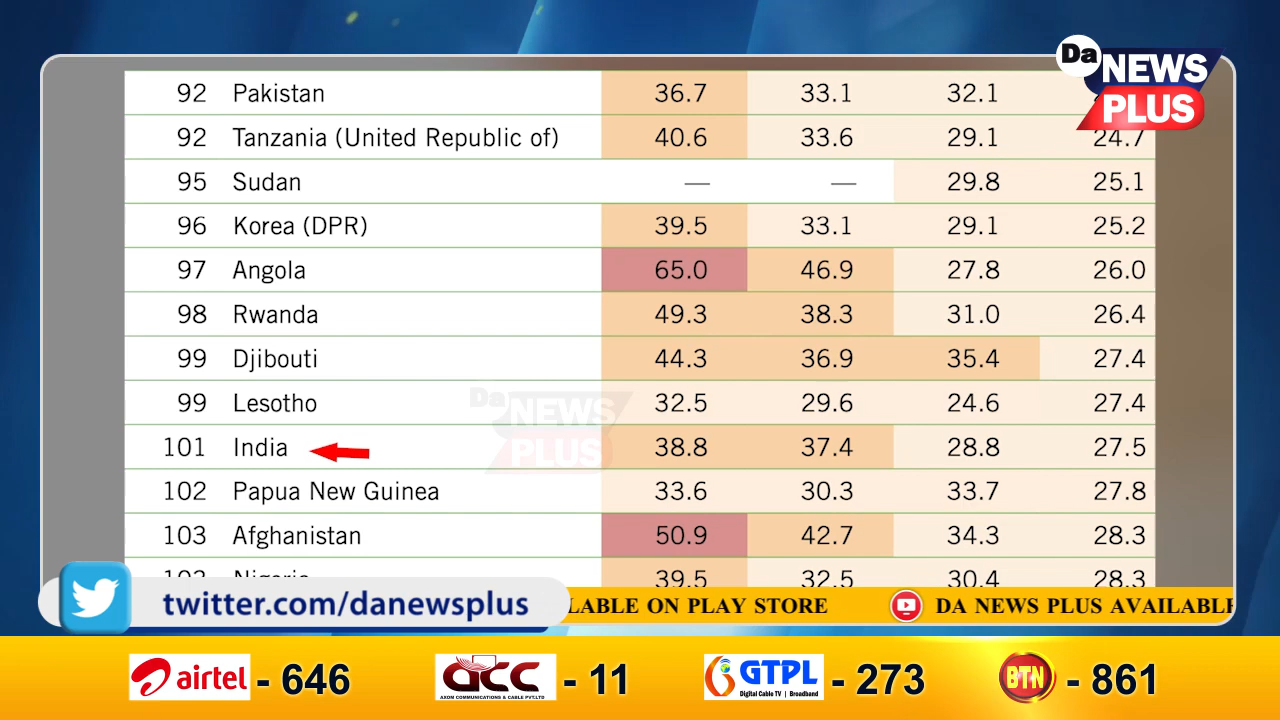 Da NEWS PLUS
92 Pakistan 36.7 33.1 32.1
92 Tanzania (United Republic of) 40.6 33.6 29.1 24.7
95 Sudan — — 29.8 25.1
96 Korea (DPR) 39.5 33.1 29.1 25.2
97 Angola 65.0 46.9 27.8 26.0
98 Rwanda 49.3 38.3 31.0 26.4
99 Djibouti 44.3 36.9 35.4 27.4
99 Lesotho 32.5 29.6 24.6 27.4
Da NEWS PLUS
101 India 38.8 37.4 28.8 27.5
102 Papua New Guinea 33.6 30.3 33.7 27.8
103 Afghanistan 50.9 42.7 34.3 28.3
103 Nigeria 39.5 32.5 30.4 28.3
twitter.com/danewsplus LABLE ON PLAY STORE DA NEWS PLUS AVAILABLE
airtel - 646 ACC AXOM COMMUNICATIONS & CABLE PVT.LTD - 11 GTPL Digital Cable TV | Broadband - 273 BTN - 861